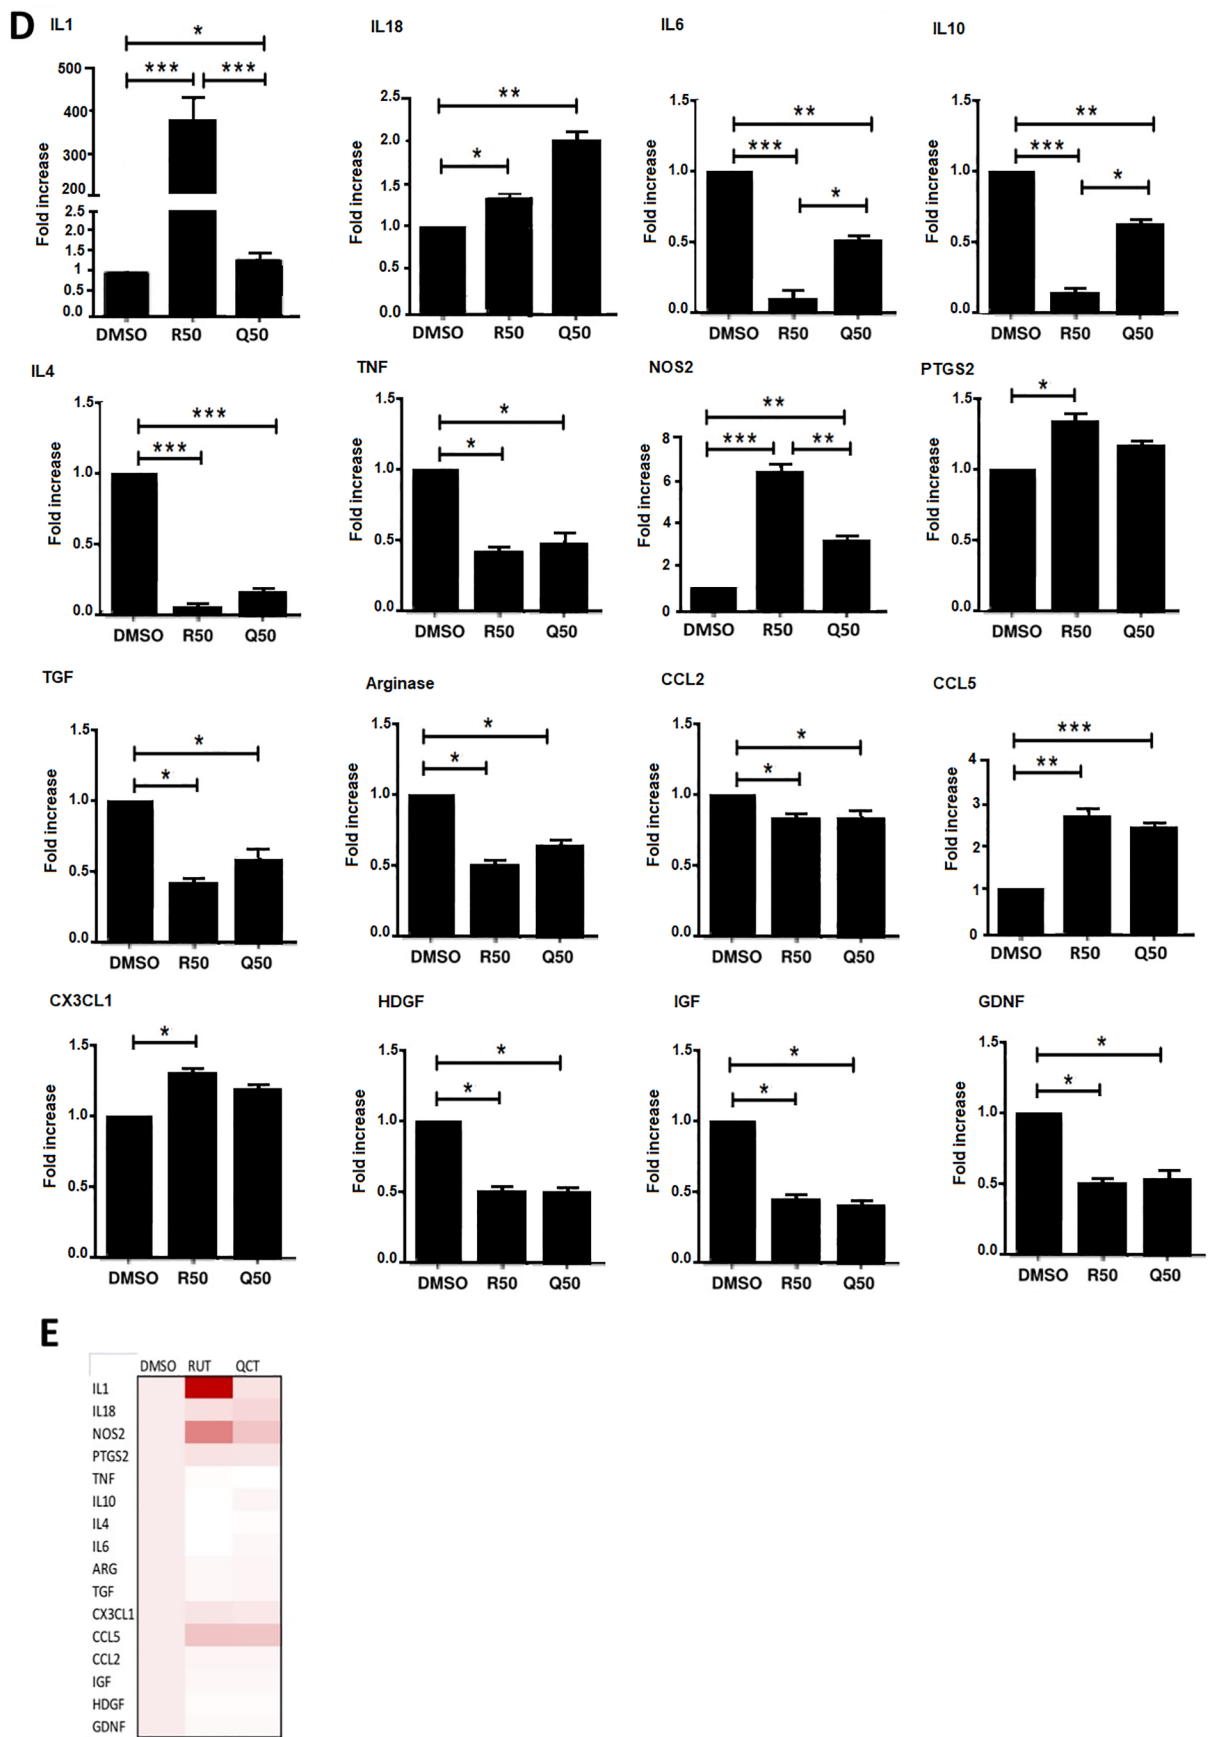 D
IL1
IL18
IL6
IL10
*
***
***
Fold increase
500
400
300
200
2.5
2.0
1.5
1
0.5
0.0
DMSO R50 Q50
**
*
Fold increase
2.5
2.0
1.5
1.0
0.5
0.0
DMSO R50 Q50
**
***
*
Fold increase
1.5
1.0
0.5
0.0
DMSO R50 Q50
**
***
*
Fold increase
1.5
1.0
0.5
0.0
DMSO R50 Q50
IL4
TNF
NOS2
PTGS2
***
***
Fold increase
1.5
1.0
0.5
0.0
DMSO R50 Q50
*
*
Fold increase
1.5
1.0
0.5
0.0
DMSO R50 Q50
**
***
**
Fold increase
8
6
4
2
0
DMSO R50 Q50
*
Fold increase
1.5
1.0
0.5
0.0
DMSO R50 Q50
TGF
Arginase
CCL2
CCL5
*
*
Fold increase
1.5
1.0
0.5
0.0
DMSO R50 Q50
*
*
Fold increase
1.5
1.0
0.5
0.0
DMSO R50 Q50
*
*
Fold increase
1.5
1.0
0.5
0.0
DMSO R50 Q50
***
**
Fold increase
4
3
2
1
0
DMSO R50 Q50
CX3CL1
HDGF
IGF
GDNF
*
Fold increase
1.5
1.0
0.5
0.0
DMSO R50 Q50
*
*
Fold increase
1.5
1.0
0.5
0.0
DMSO R50 Q50
*
*
Fold increase
1.5
1.0
0.5
0.0
DMSO R50 Q50
*
*
Fold increase
1.5
1.0
0.5
0.0
DMSO R50 Q50
E
DMSO RUT QCT
IL1
IL18
NOS2
PTGS2
TNF
IL10
IL4
IL6
ARG
TGF
CX3CL1
CCL5
CCL2
IGF
HDGF
GDNF